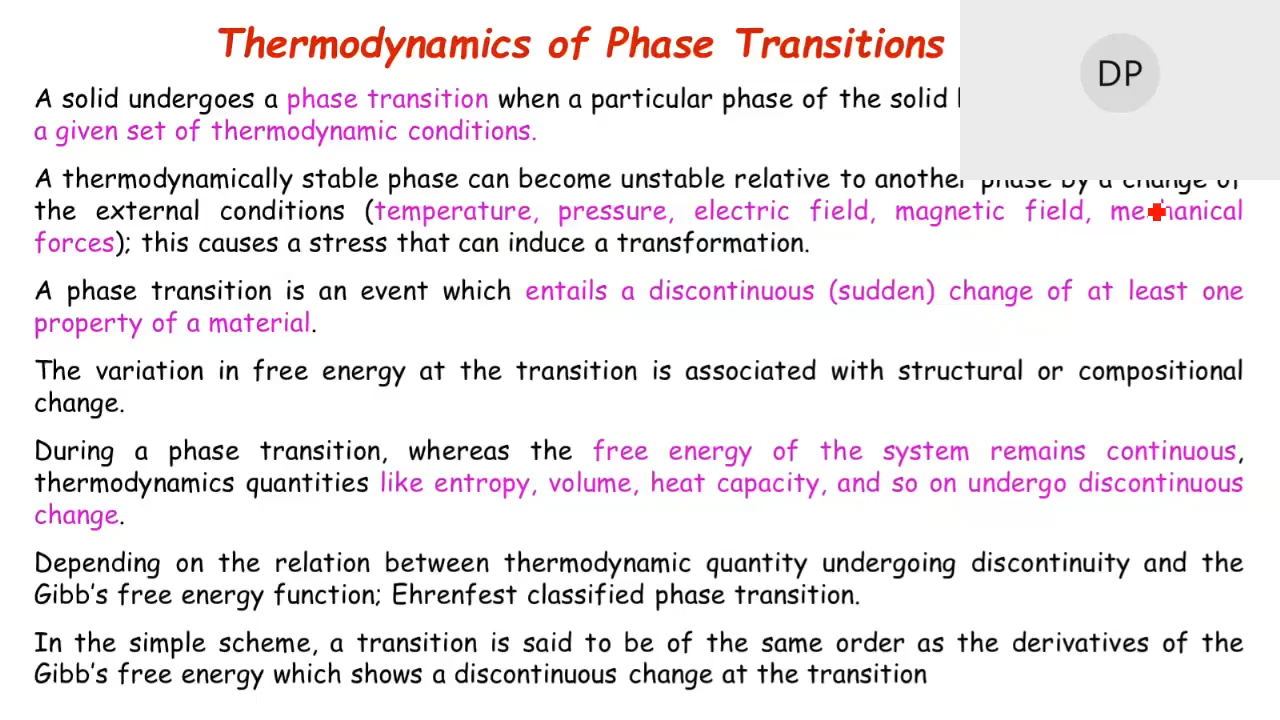 Thermodynamics of Phase Transitions
DP
A solid undergoes a phase transition when a particular phase of the solid
a given set of thermodynamic conditions.
A thermodynamically stable phase can become unstable relative to another phase by a change of
the external conditions (temperature, pressure, electric field, magnetic field, mechanical
forces); this causes a stress that can induce a transformation.
A phase transition is an event which entails a discontinuous (sudden) change of at least one
property of a material.
The variation in free energy at the transition is associated with structural or compositional
change.
During a phase transition, whereas the free energy of the system remains continuous,
thermodynamics quantities like entropy, volume, heat capacity, and so on undergo discontinuous
change.
Depending on the relation between thermodynamic quantity undergoing discontinuity and the
Gibb's free energy function; Ehrenfest classified phase transition.
In the simple scheme, a transition is said to be of the same order as the derivatives of the
Gibb's free energy which shows a discontinuous change at the transition